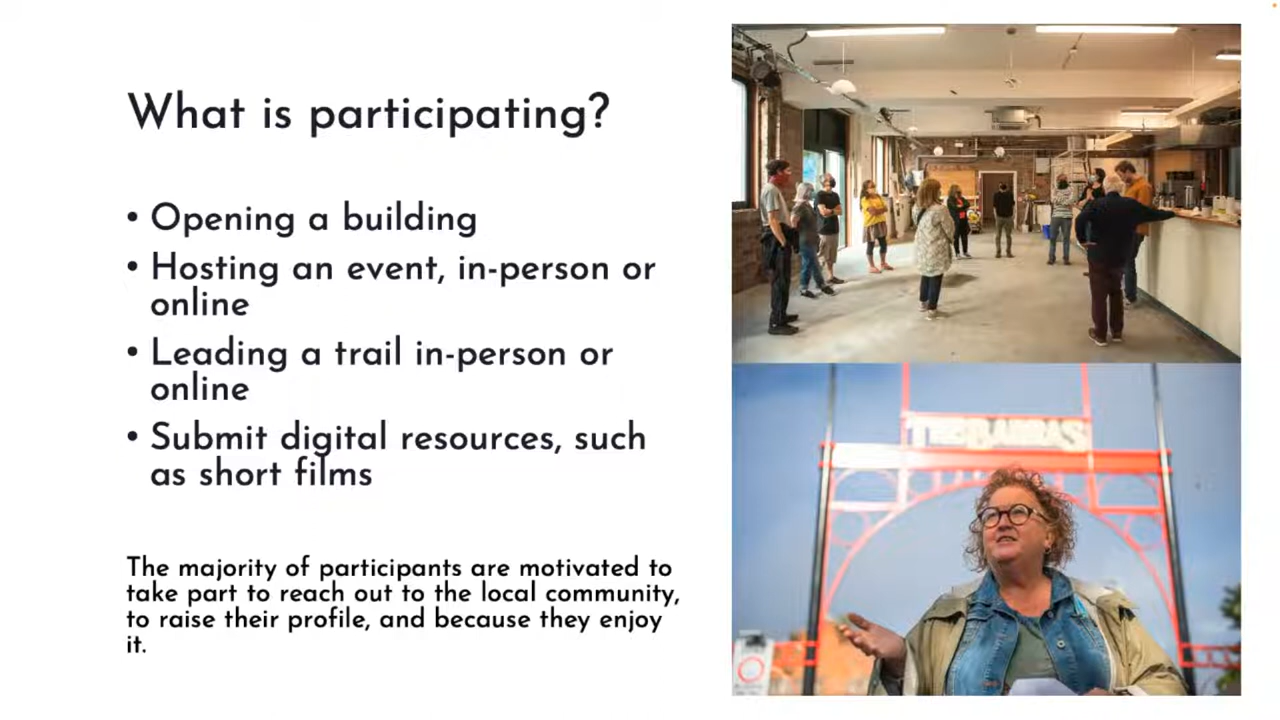 What is participating?
• Opening a building
• Hosting an event, in-person or
online
• Leading a trail in-person or
online
• Submit digital resources, such
as short films
The majority of participants are motivated to
take part to reach out to the local community,
to raise their profile, and because they enjoy
it.
THE BARRAS